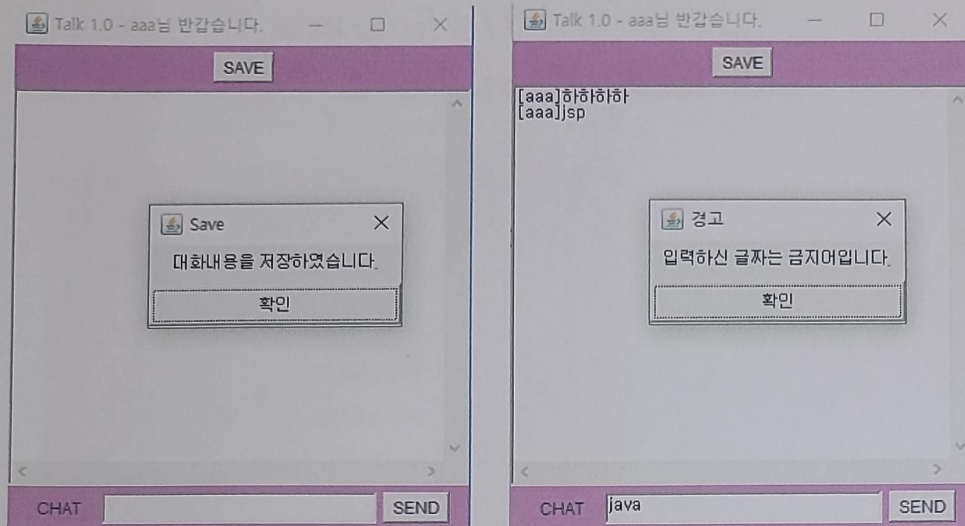 Talk 1.0 - aaa님 반갑습니다.
SAVE
Save
대화내용을 저장하였습니다.
확인
CHAT
SEND
Talk 1.0 - aaa님 반갑습니다.
SAVE
[aaa]하하하하
[aaa]jsp
경고
입력하신 글짜는 금지어입니다.
확인
CHAT
java
SEND